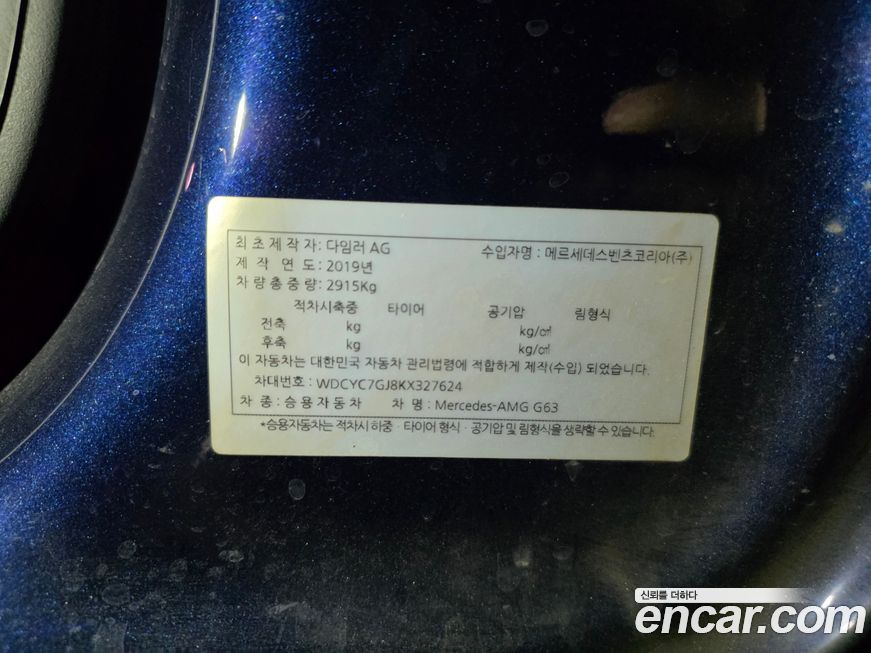 최초제작자: 다임러 AG 수입자명 : 메르세데스벤츠코리아(주)
제 작 연 도: 2019년
차 량 총 중 량: 2915Kg
적차시축중 타이어 공기압 림형식
전축 kg kg/㎠
후축 kg kg/㎠
이 자동차는 대한민국 자동차 관리법령에 적합하게 제작(수입) 되었습니다.
차대번호 : WDCYC7GJ8KX327624
차 종 : 승용자동차 차 명 : Mercedes-AMG G63
*승용자동차는 적차시 하중 · 타이어 형식 · 공기압 및 림형식을 생략할 수 있습니다.
신뢰를 더하다
encar.com